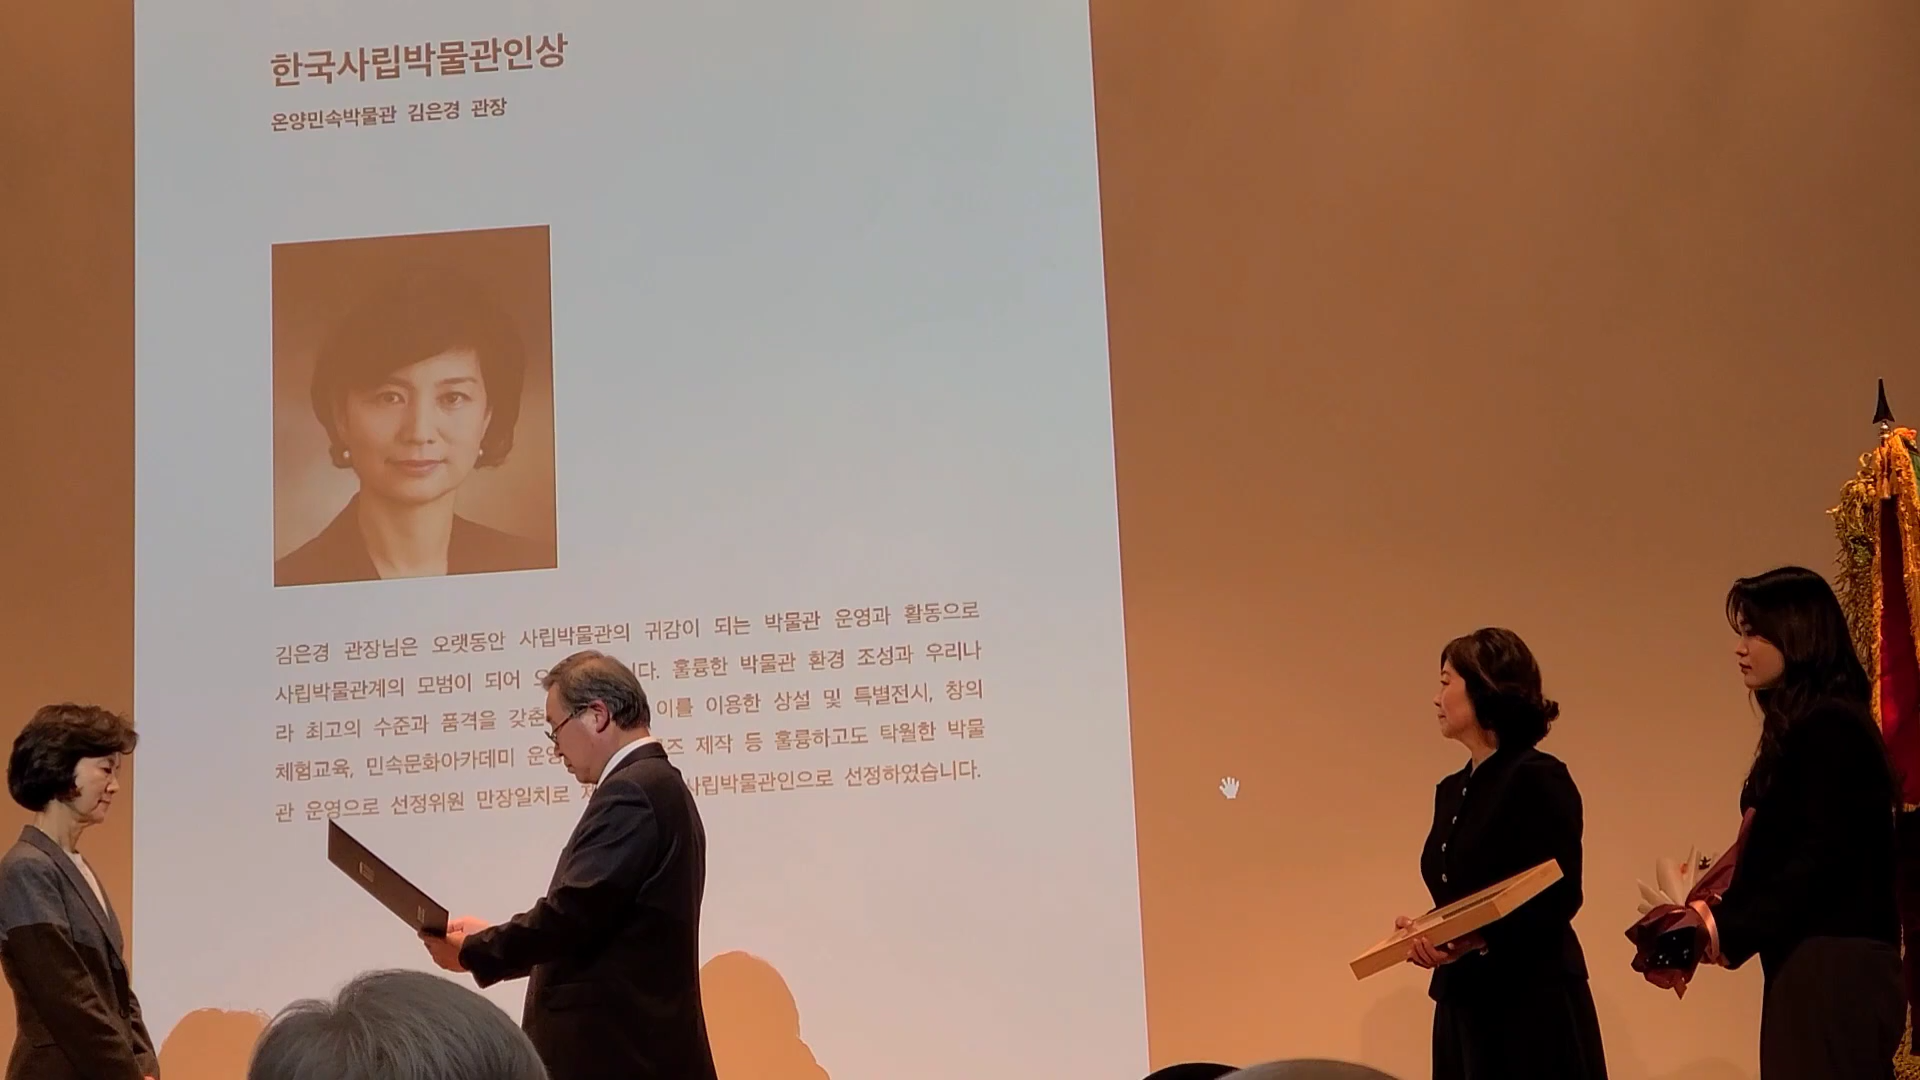 한국사립박물관인상
온양민속박물관 김은경 관장
김은경 관장님은 오랫동안 사립박물관의 귀감이 되는 박물관 운영과 활동으로
사립박물관계의 모범이 되어 다. 훌륭한 박물관 환경 조성과 우리나
라 최고의 수준과 품격을 갖춘 이를 이용한 상설 및 특별전시, 창의
체험교육, 민속문화아카데미 운영 제작 등 훌륭하고도 탁월한 박물
관 운영으로 선정위원 만장일치로 사립박물관인으로 선정하였습니다.